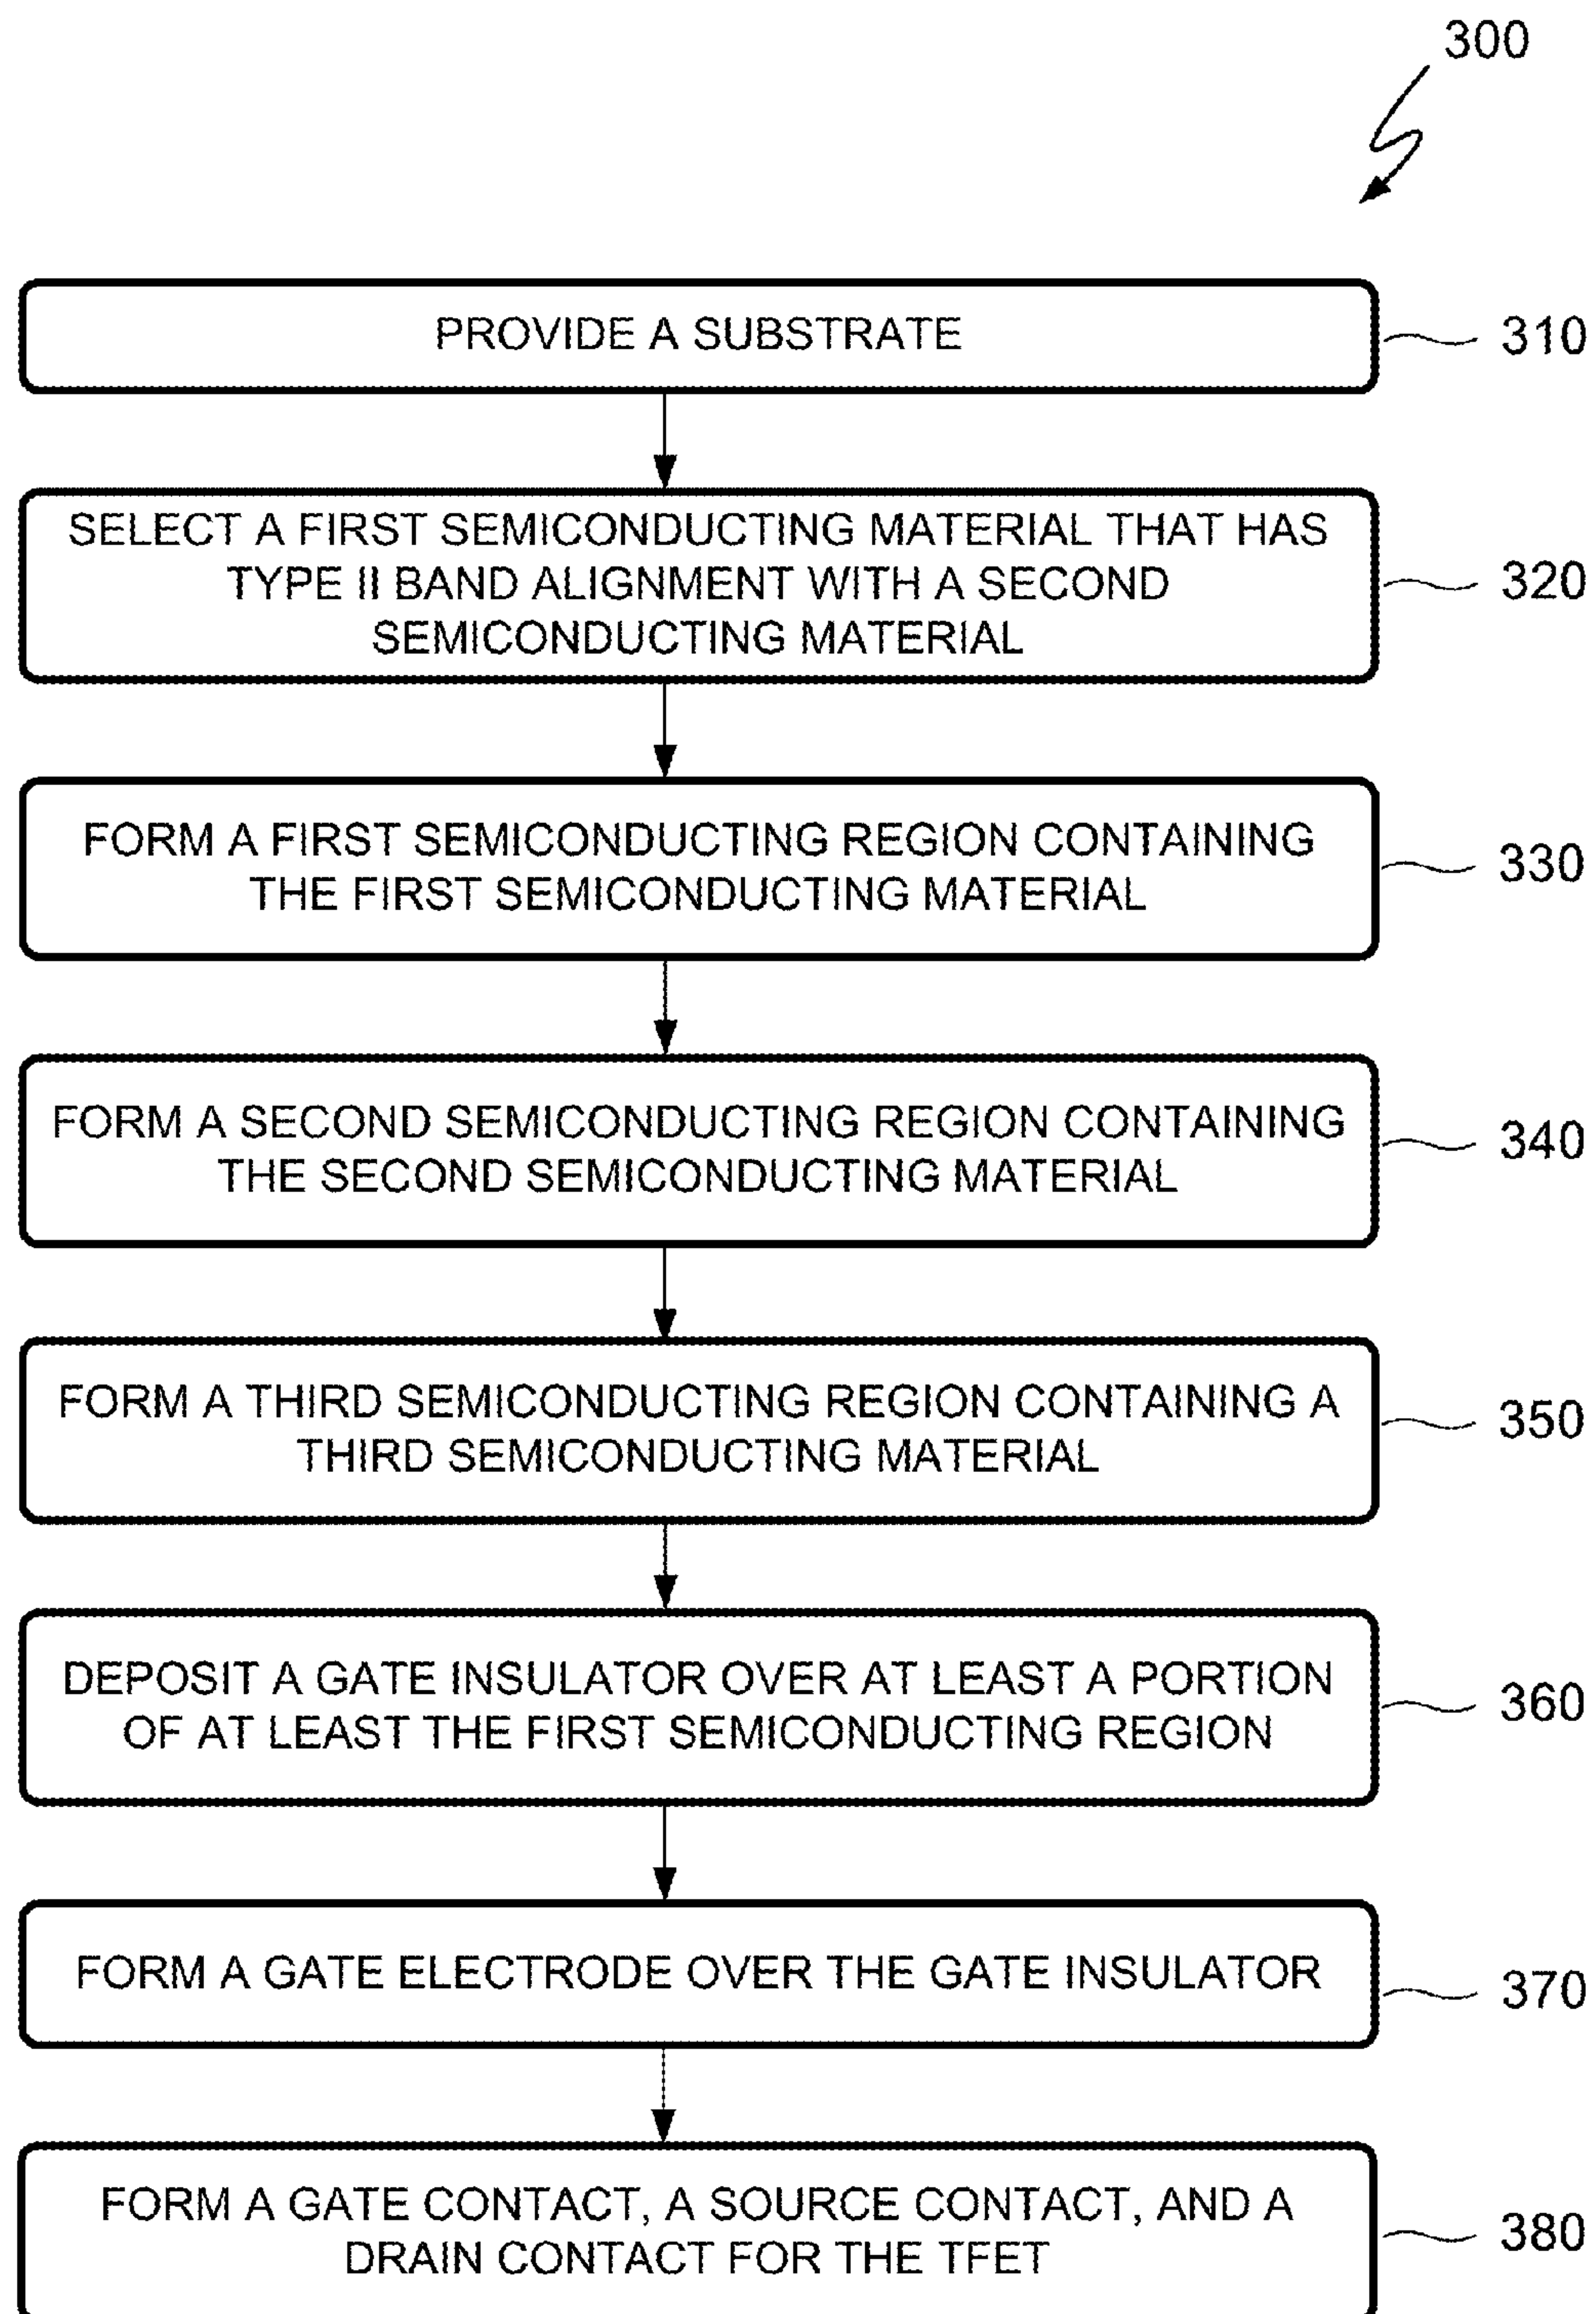 300
PROVIDE A SUBSTRATE
310
SELECT A FIRST SEMICONDUCTING MATERIAL THAT HAS
TYPE II BAND ALIGNMENT WITH A SECOND
SEMICONDUCTING MATERIAL
320
FORM A FIRST SEMICONDUCTING REGION CONTAINING
THE FIRST SEMICONDUCTING MATERIAL
330
FORM A SECOND SEMICONDUCTING REGION CONTAINING
THE SECOND SEMICONDUCTING MATERIAL
340
FORM A THIRD SEMICONDUCTING REGION CONTAINING A
THIRD SEMICONDUCTING MATERIAL
350
DEPOSIT A GATE INSULATOR OVER AT LEAST A PORTION
OF AT LEAST THE FIRST SEMICONDUCTING REGION
360
FORM A GATE ELECTRODE OVER THE GATE INSULATOR
370
FORM A GATE CONTACT, A SOURCE CONTACT, AND A
DRAIN CONTACT FOR THE TFET
380